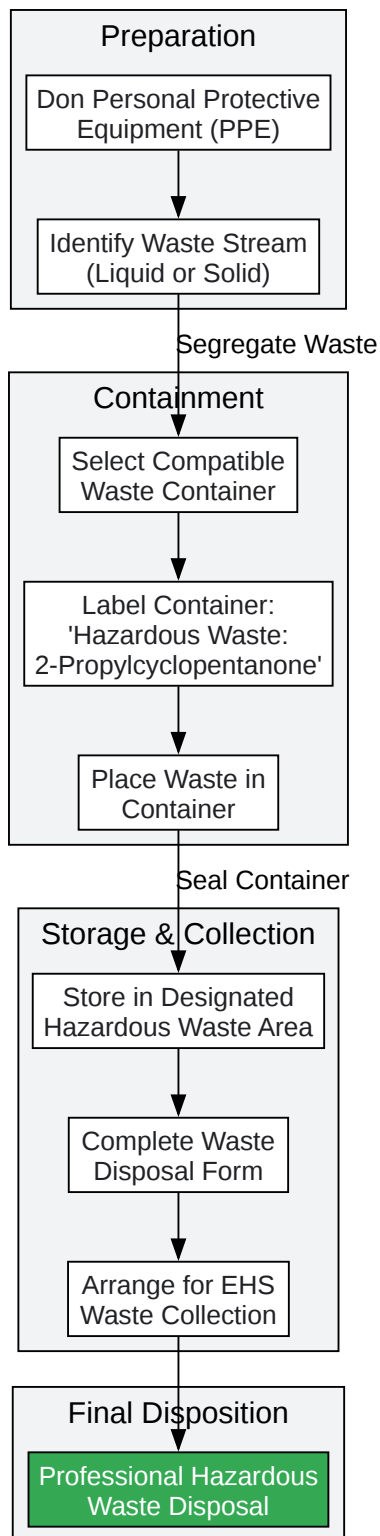 Preparation
Don Personal Protective
Equipment (PPE)
Identify Waste Stream
(Liquid or Solid)
Segregate Waste
Containment
Select Compatible
Waste Container
Label Container:
'Hazardous Waste:
2-Propylcyclopentanone'
Place Waste in
Container
Seal Container
Storage & Collection
Store in Designated
Hazardous Waste Area
Complete Waste
Disposal Form
Arrange for EHS
Waste Collection
Final Disposition
Professional Hazardous
Waste Disposal